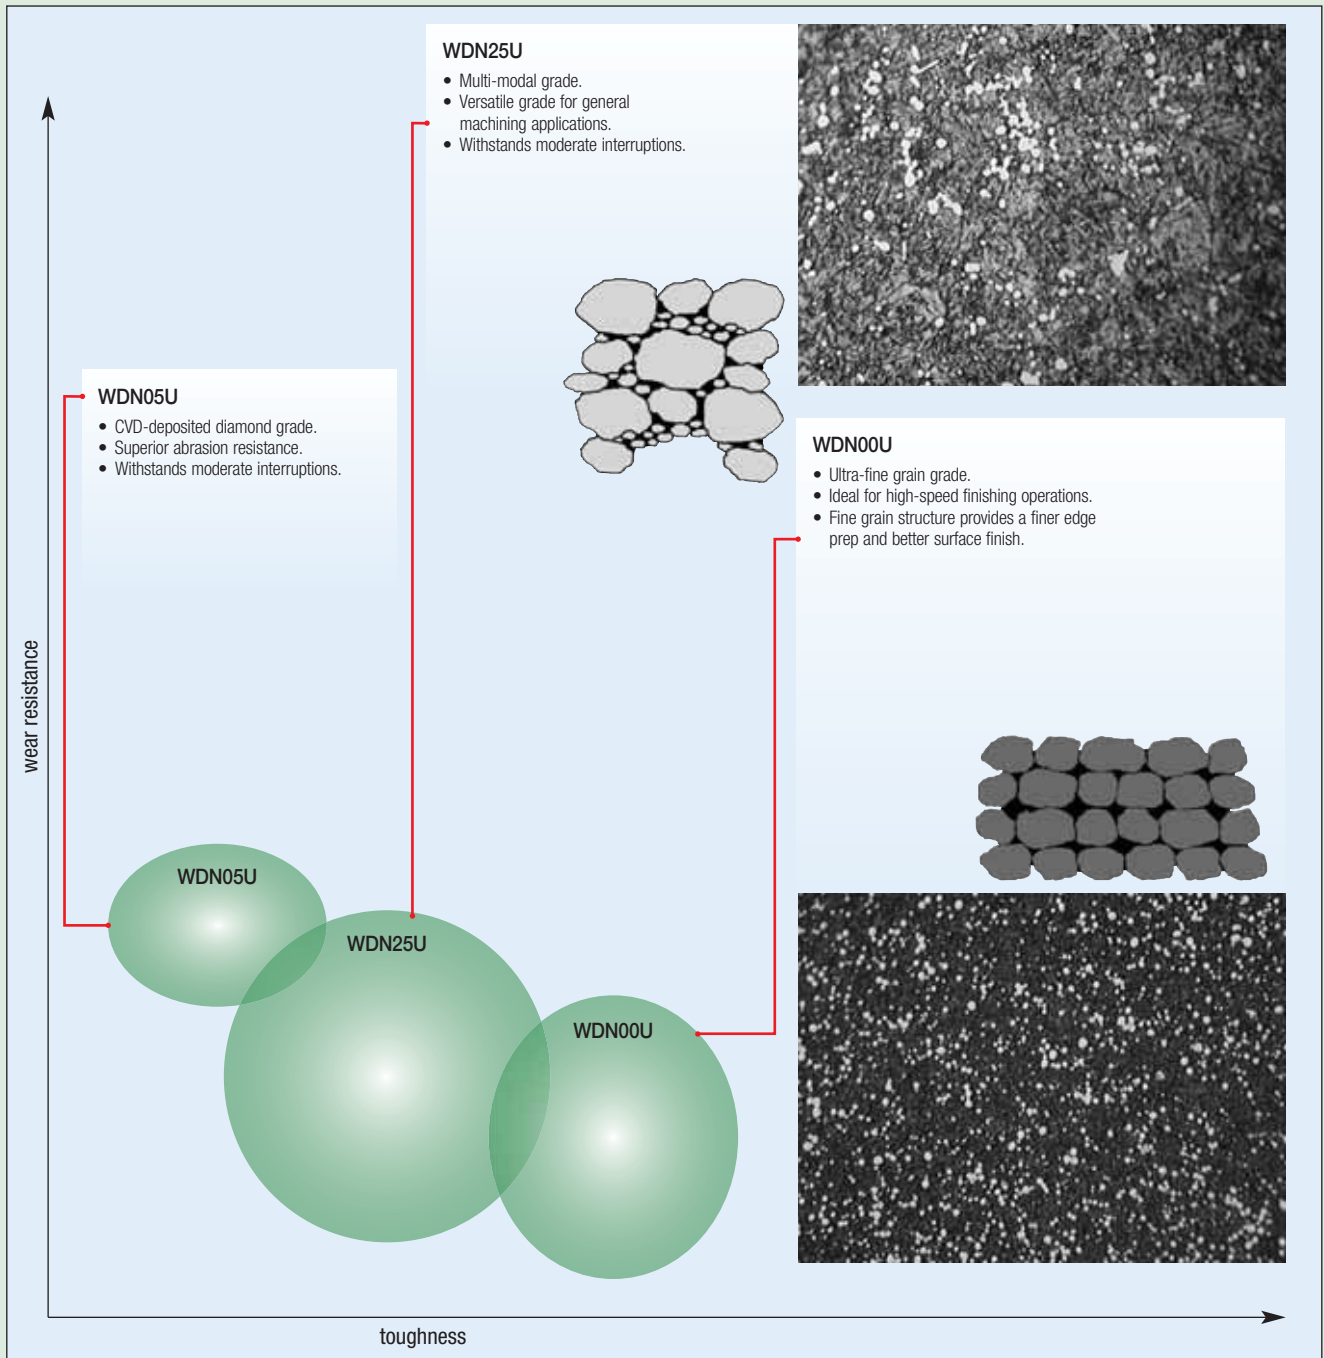 WDN25U
• Multi-modal grade.
• Versatile grade for general
machining applications.
• Withstands moderate interruptions.
WDN05U
• CVD-deposited diamond grade.
• Superior abrasion resistance.
• Withstands moderate interruptions.
WDN00U
• Ultra-fine grain grade.
• Ideal for high-speed finishing operations.
• Fine grain structure provides a finer edge
prep and better surface finish.
wear resistance
WDN05U
WDN25U
WDN00U
toughness